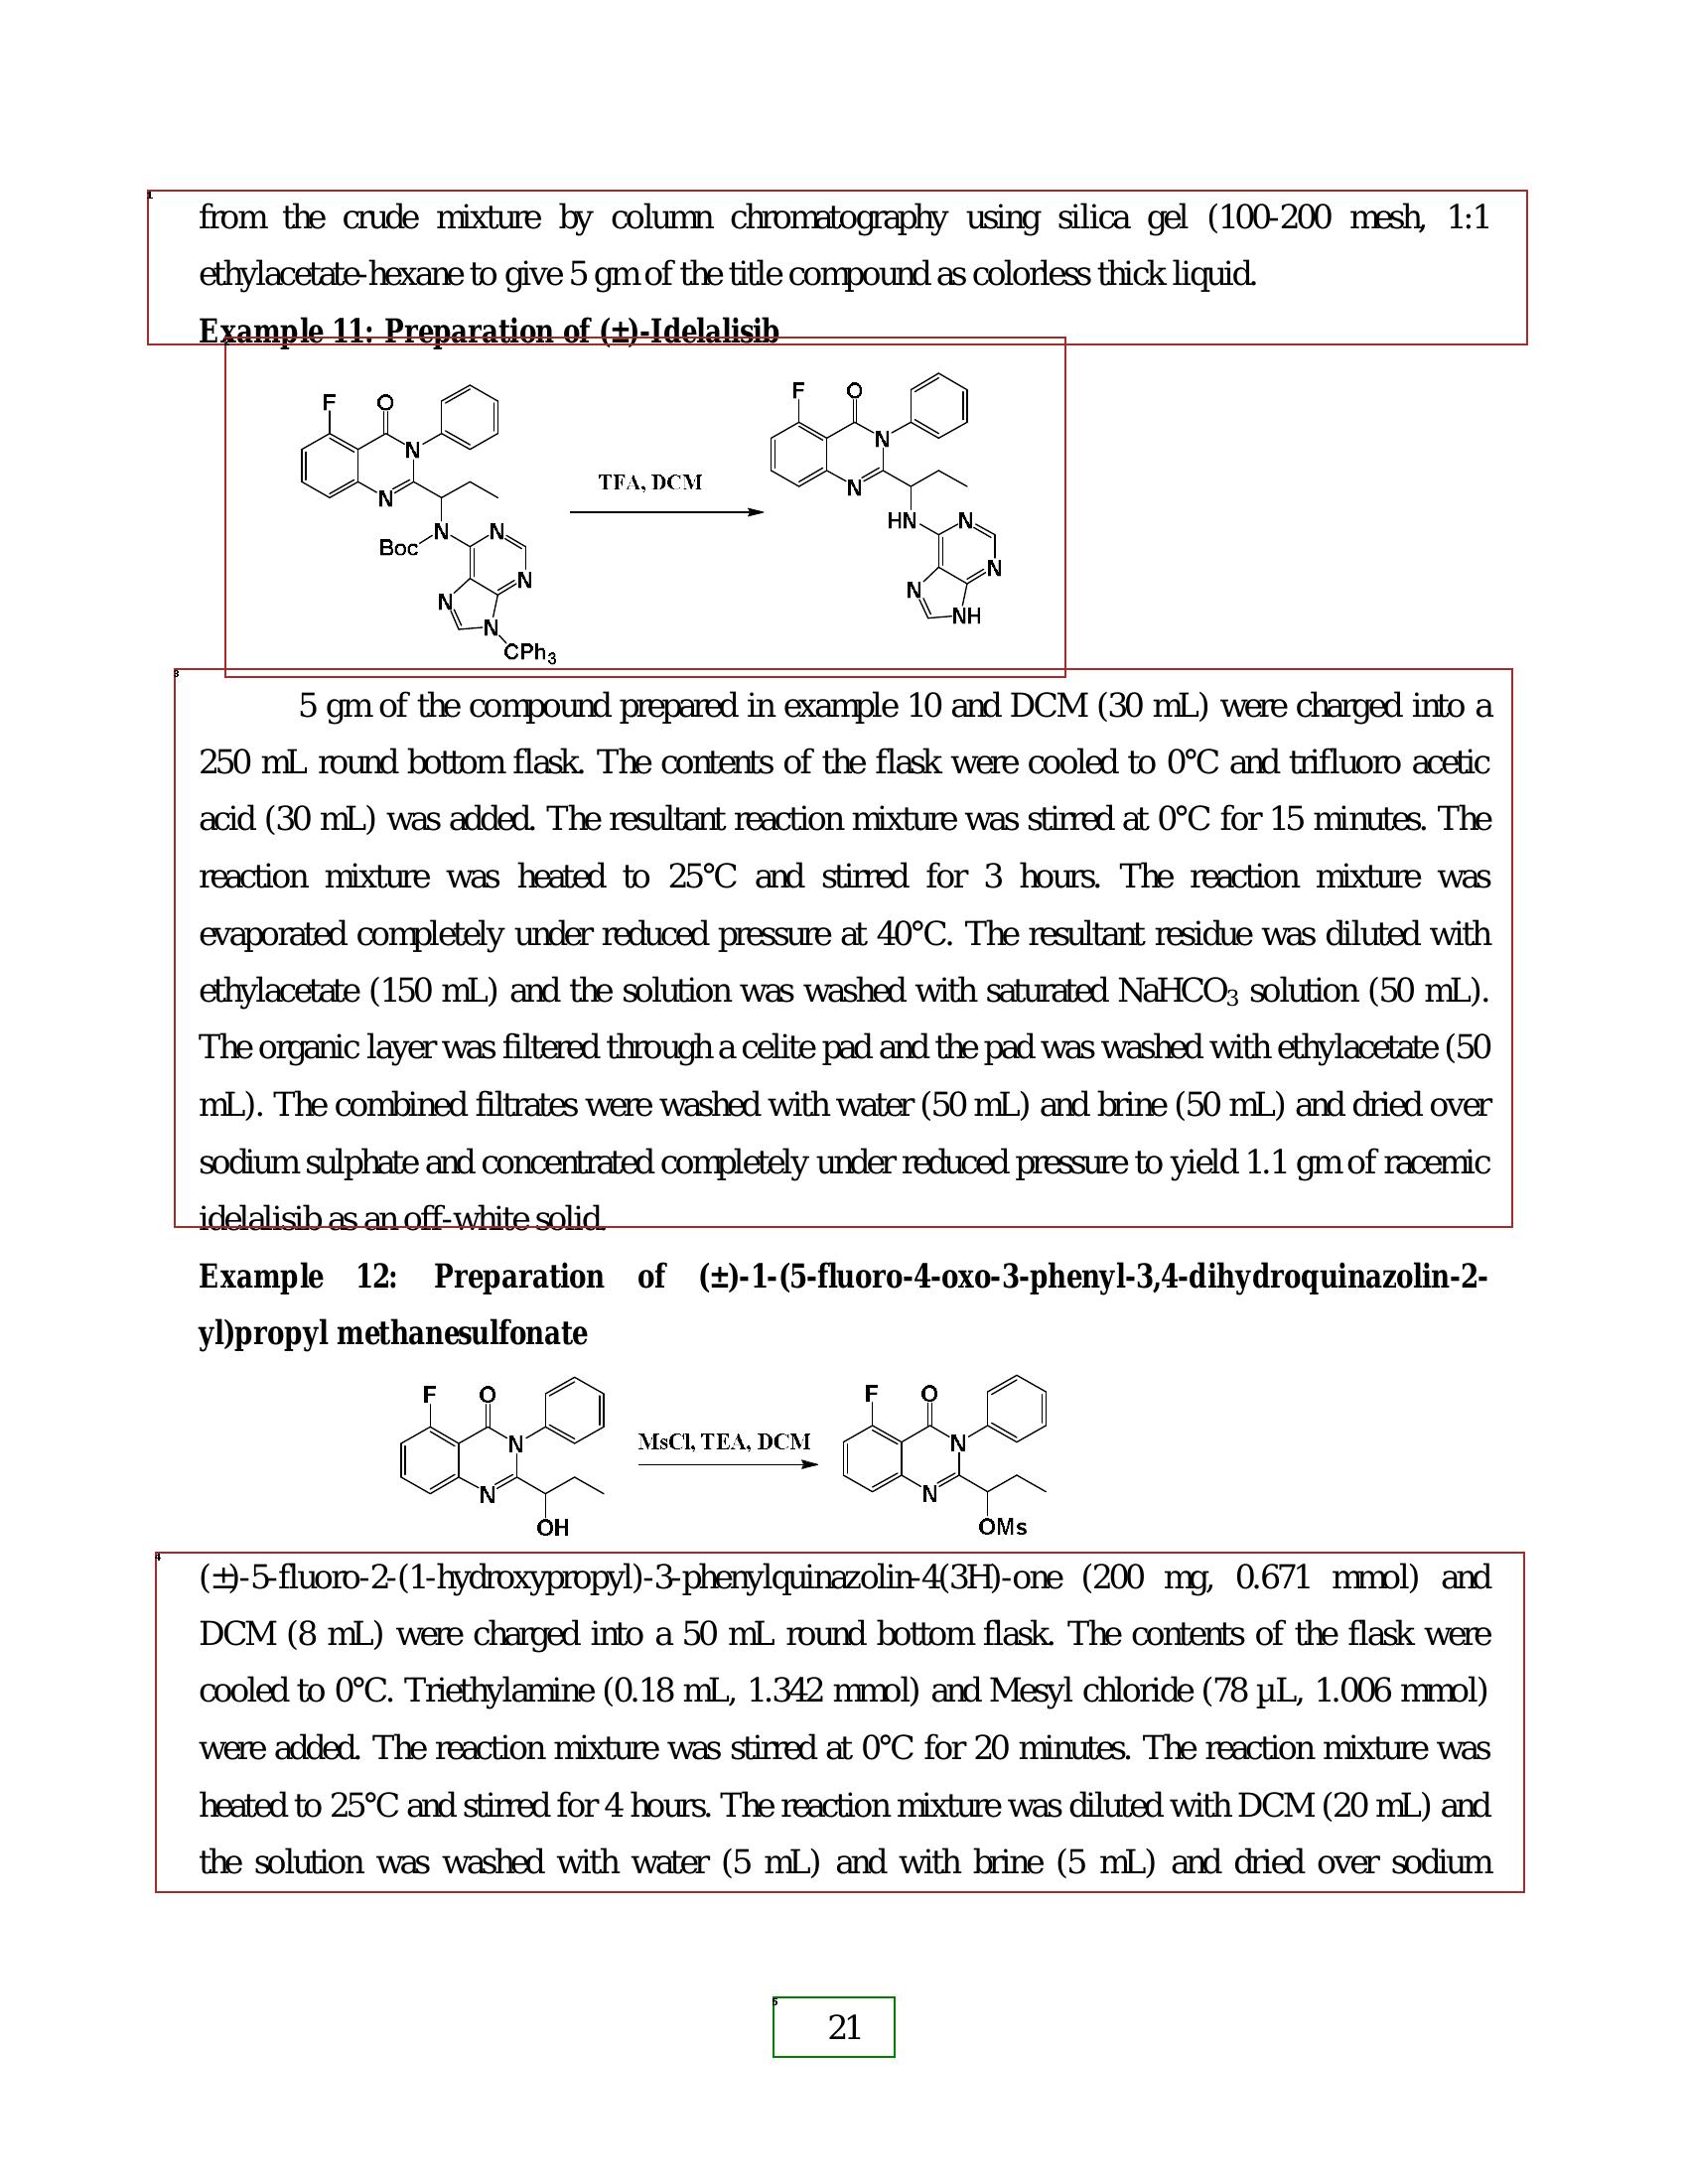 from the crude mixture by column chromatography using silica gel (100-200 mesh, 1:1
ethylacetate-hexane to give 5 gm of the title compound as colorless thick liquid.
Example 11: Preparation of (±)-Idelalisib
F O N N Boc N N N N N CPh3
TFA, DCM
F O N N HN N N N NH
5 gm of the compound prepared in example 10 and DCM (30 mL) were charged into a
250 mL round bottom flask. The contents of the flask were cooled to 0°C and trifluoro acetic
acid (30 mL) was added. The resultant reaction mixture was stirred at 0°C for 15 minutes. The
reaction mixture was heated to 25°C and stirred for 3 hours. The reaction mixture was
evaporated completely under reduced pressure at 40°C. The resultant residue was diluted with
ethylacetate (150 mL) and the solution was washed with saturated NaHCO3 solution (50 mL).
The organic layer was filtered through a celite pad and the pad was washed with ethylacetate (50
mL). The combined filtrates were washed with water (50 mL) and brine (50 mL) and dried over
sodium sulphate and concentrated completely under reduced pressure to yield 1.1 gm of racemic
idelalisib as an off-white solid.
Example 12: Preparation of (±)-1-(5-fluoro-4-oxo-3-phenyl-3,4-dihydroquinazolin-2-
yl)propyl methanesulfonate
F O N N OH
MsCl, TEA, DCM
F O N N OMs
(±)-5-fluoro-2-(1-hydroxypropyl)-3-phenylquinazolin-4(3H)-one (200 mg, 0.671 mmol) and
DCM (8 mL) were charged into a 50 mL round bottom flask. The contents of the flask were
cooled to 0°C. Triethylamine (0.18 mL, 1.342 mmol) and Mesyl chloride (78 µL, 1.006 mmol)
were added. The reaction mixture was stirred at 0°C for 20 minutes. The reaction mixture was
heated to 25°C and stirred for 4 hours. The reaction mixture was diluted with DCM (20 mL) and
the solution was washed with water (5 mL) and with brine (5 mL) and dried over sodium
21